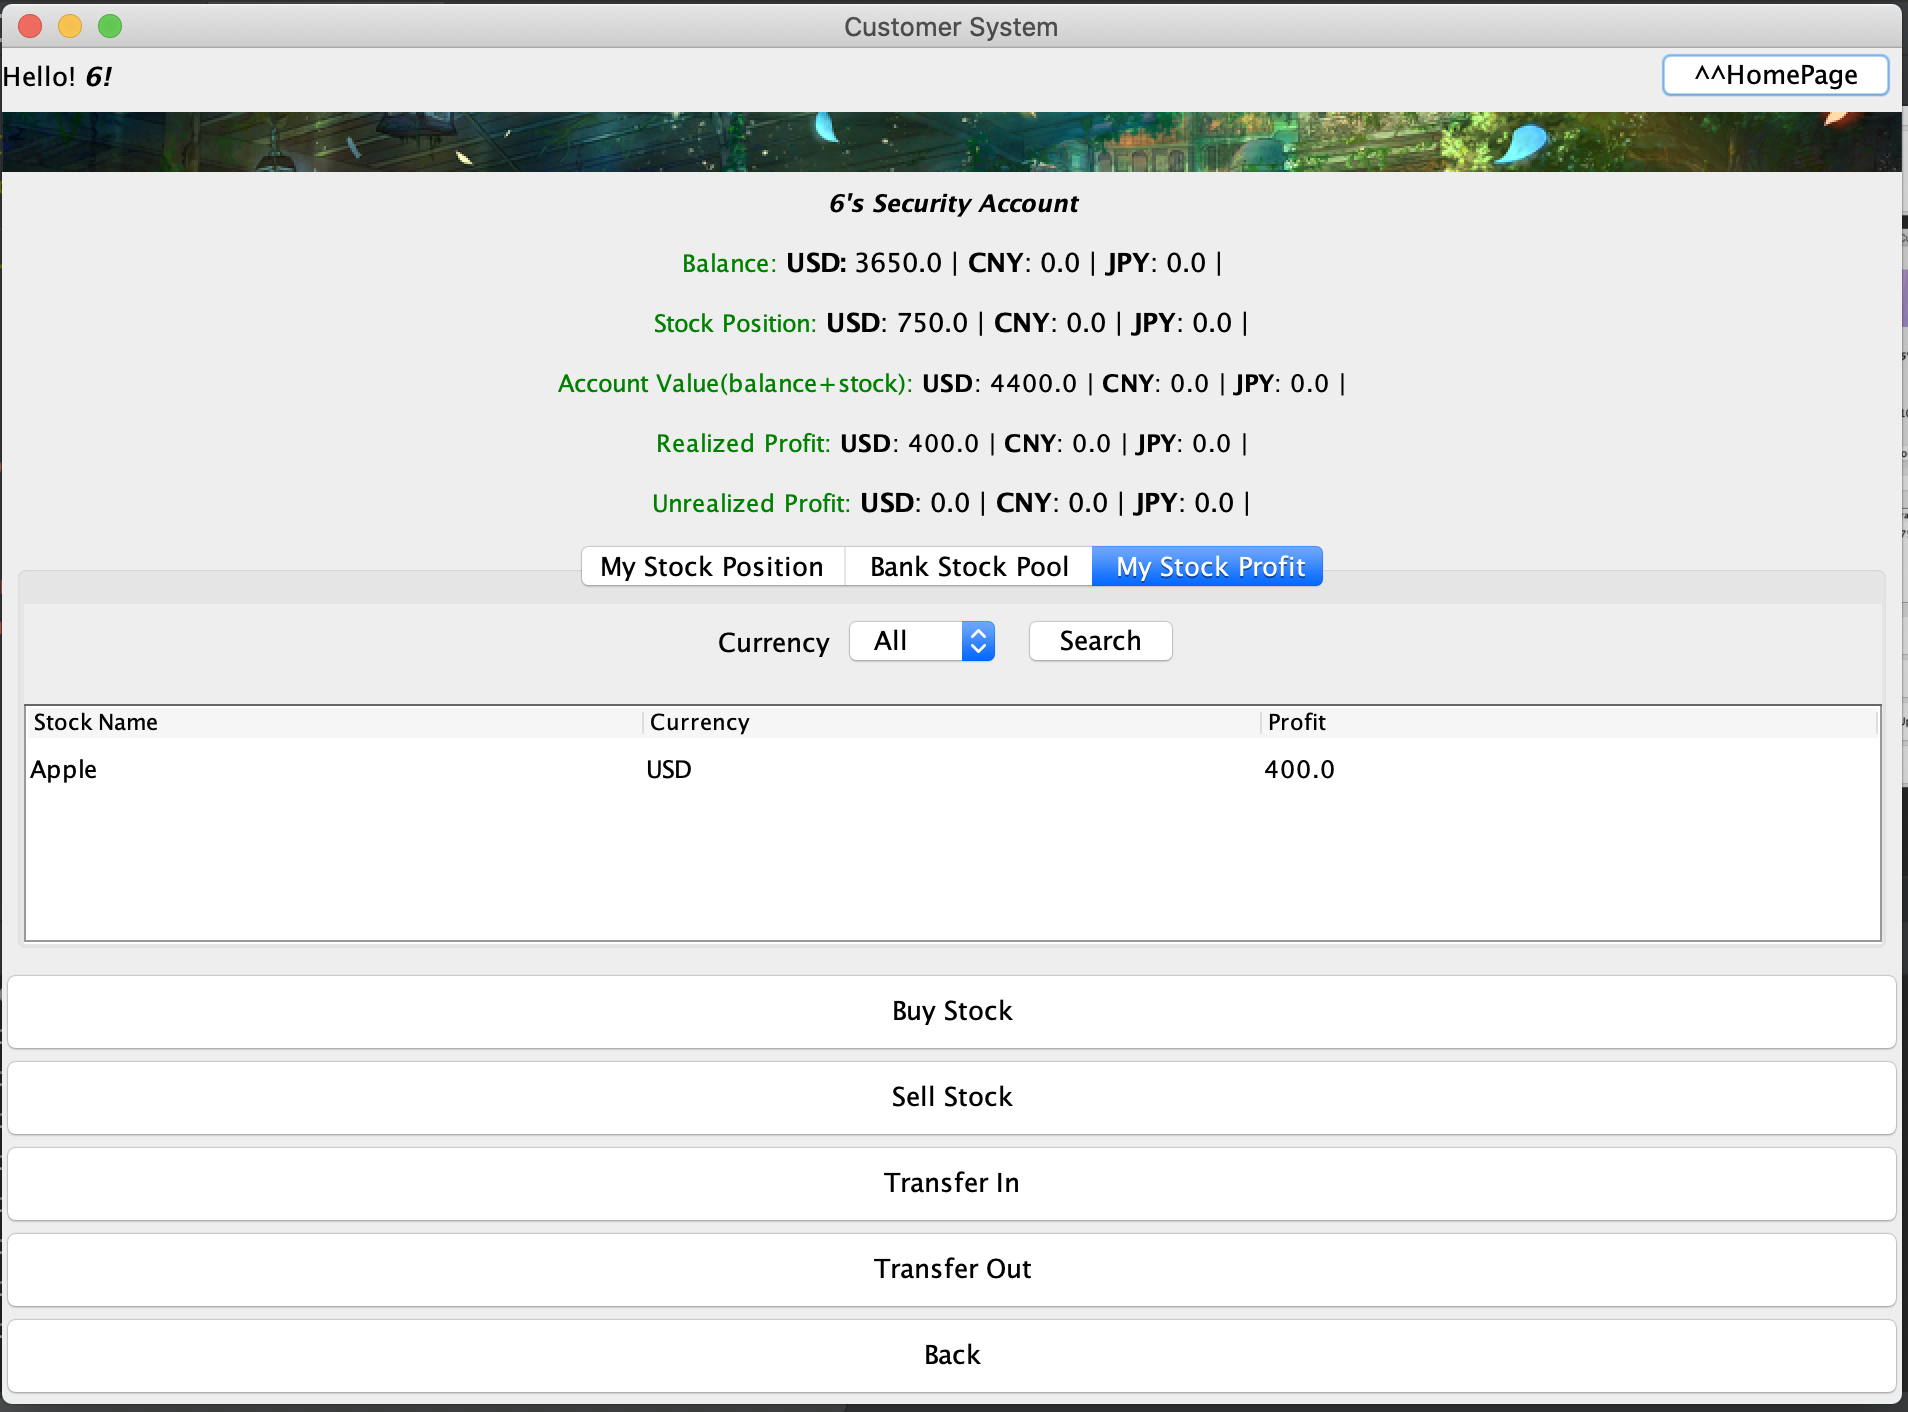 Customer System
Hello! 6!
^^HomePage
6's Security Account
Balance: USD: 3650.0 | CNY: 0.0 | JPY: 0.0 |
Stock Position: USD: 750.0 | CNY: 0.0 | JPY: 0.0 |
Account Value(balance+stock): USD: 4400.0 | CNY: 0.0 | JPY: 0.0 |
Realized Profit: USD: 400.0 | CNY: 0.0 | JPY: 0.0 |
Unrealized Profit: USD: 0.0 | CNY: 0.0 | JPY: 0.0 |
My Stock Position Bank Stock Pool My Stock Profit
Currency All Search
Stock Name Currency Profit
Apple USD 400.0
Buy Stock
Sell Stock
Transfer In
Transfer Out
Back